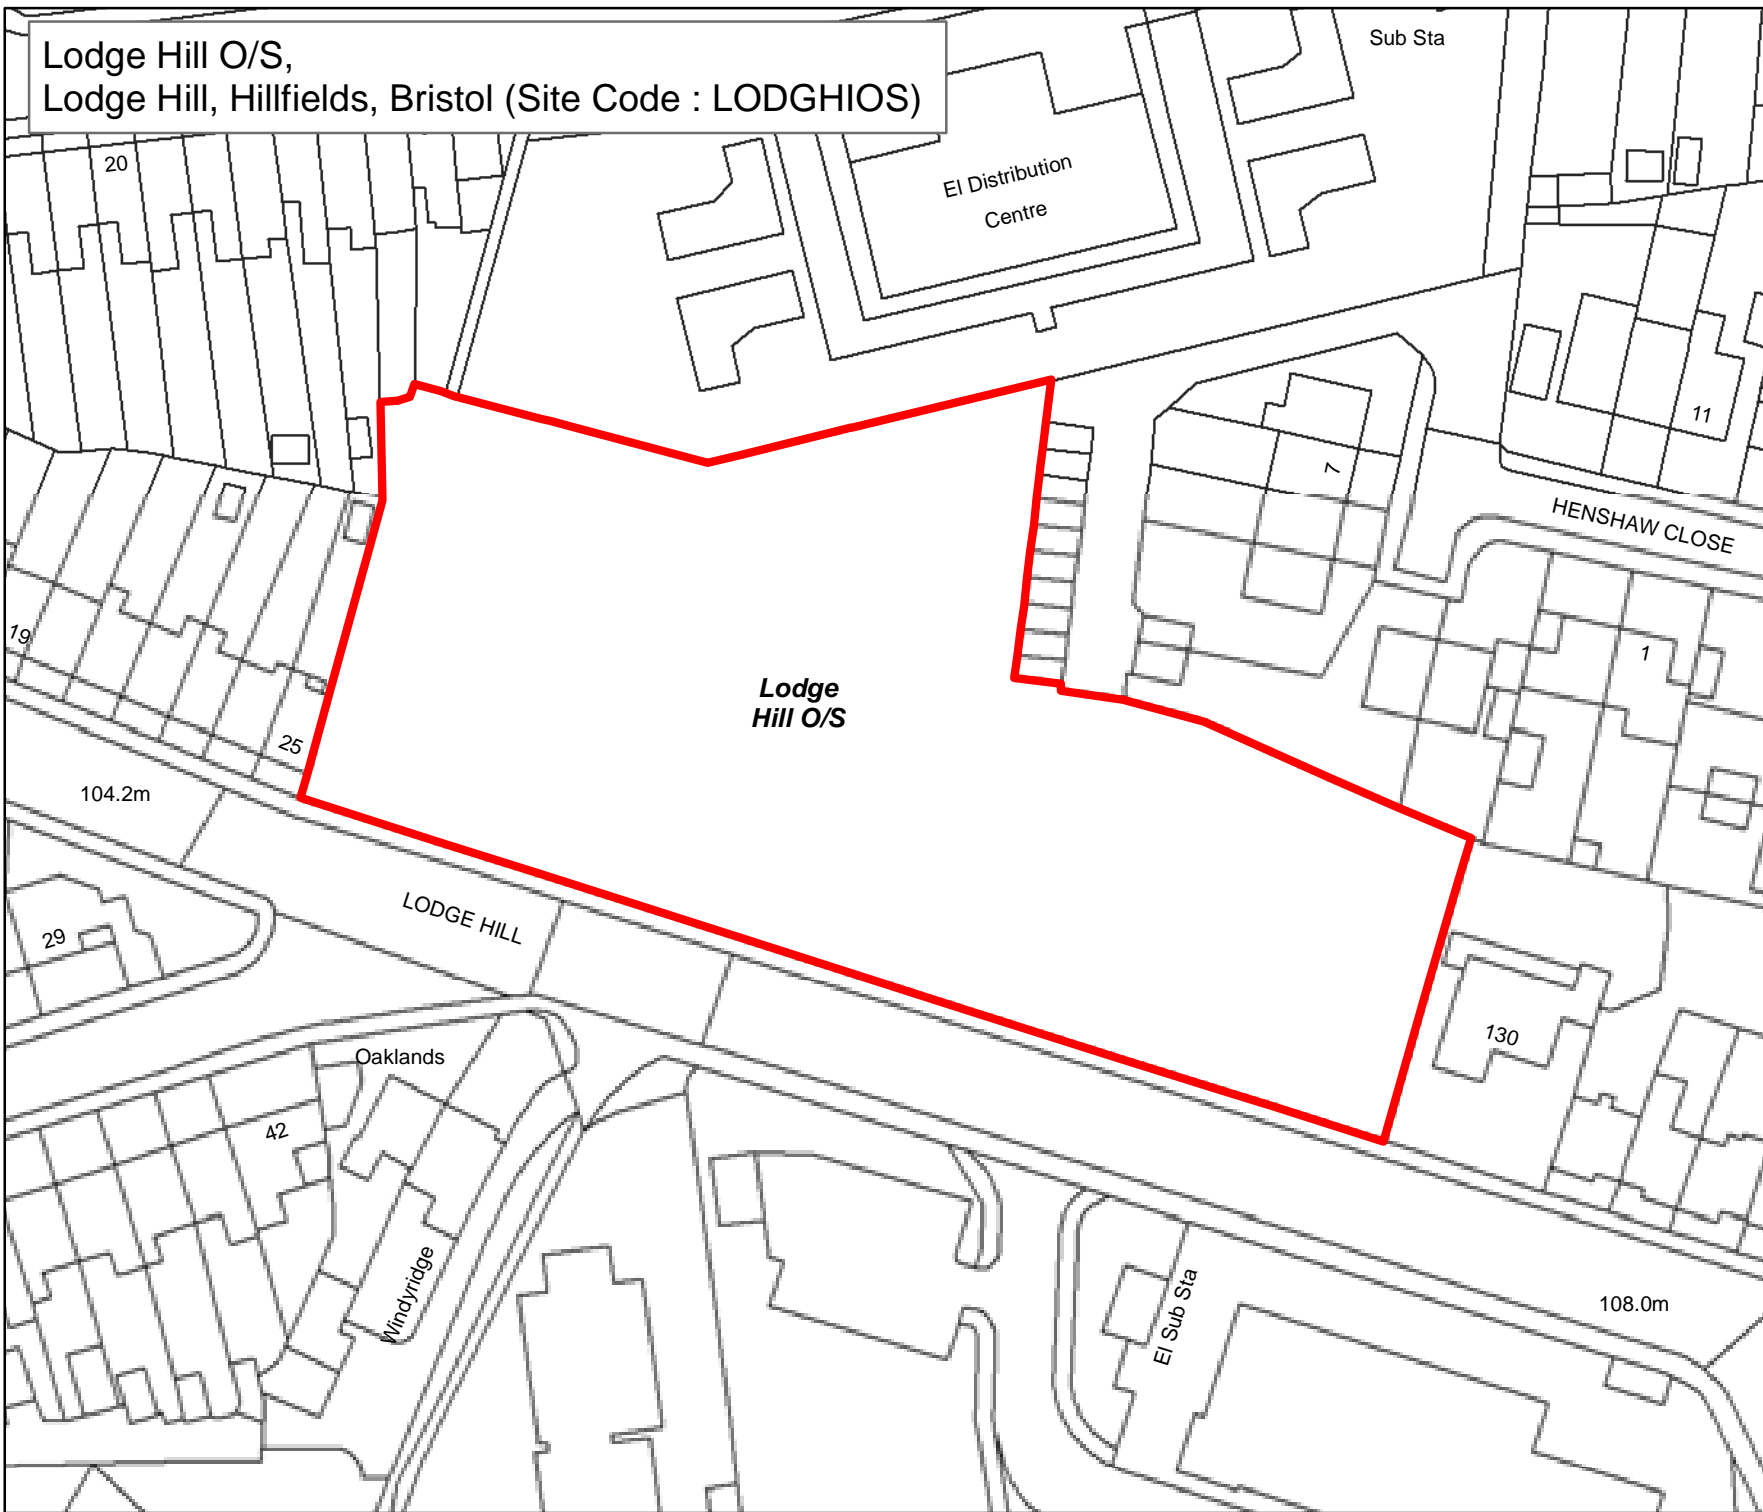 Lodge Hill O/S,
Lodge Hill, Hillfields, Bristol (Site Code : LODGHIOS)
Sub Sta
20
El Distribution
Centre
11
7
HENSHAW CLOSE
19
1
Lodge
Hill O/S
25
104.2m
LODGE HILL
29
130
Oaklands
42
Windyridge
El Sub Sta
108.0m